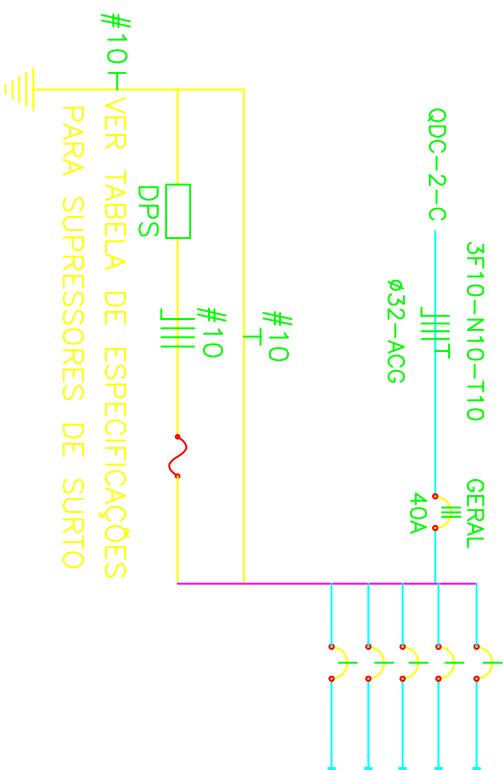 QDC-2-C
3F10-N10-T10
ø32-ACG
GERAL
40A
#10
#10
DPS
#10
VER TABELA DE ESPECIFICAÇÕES
PARA SUPRESSORES DE SURTO